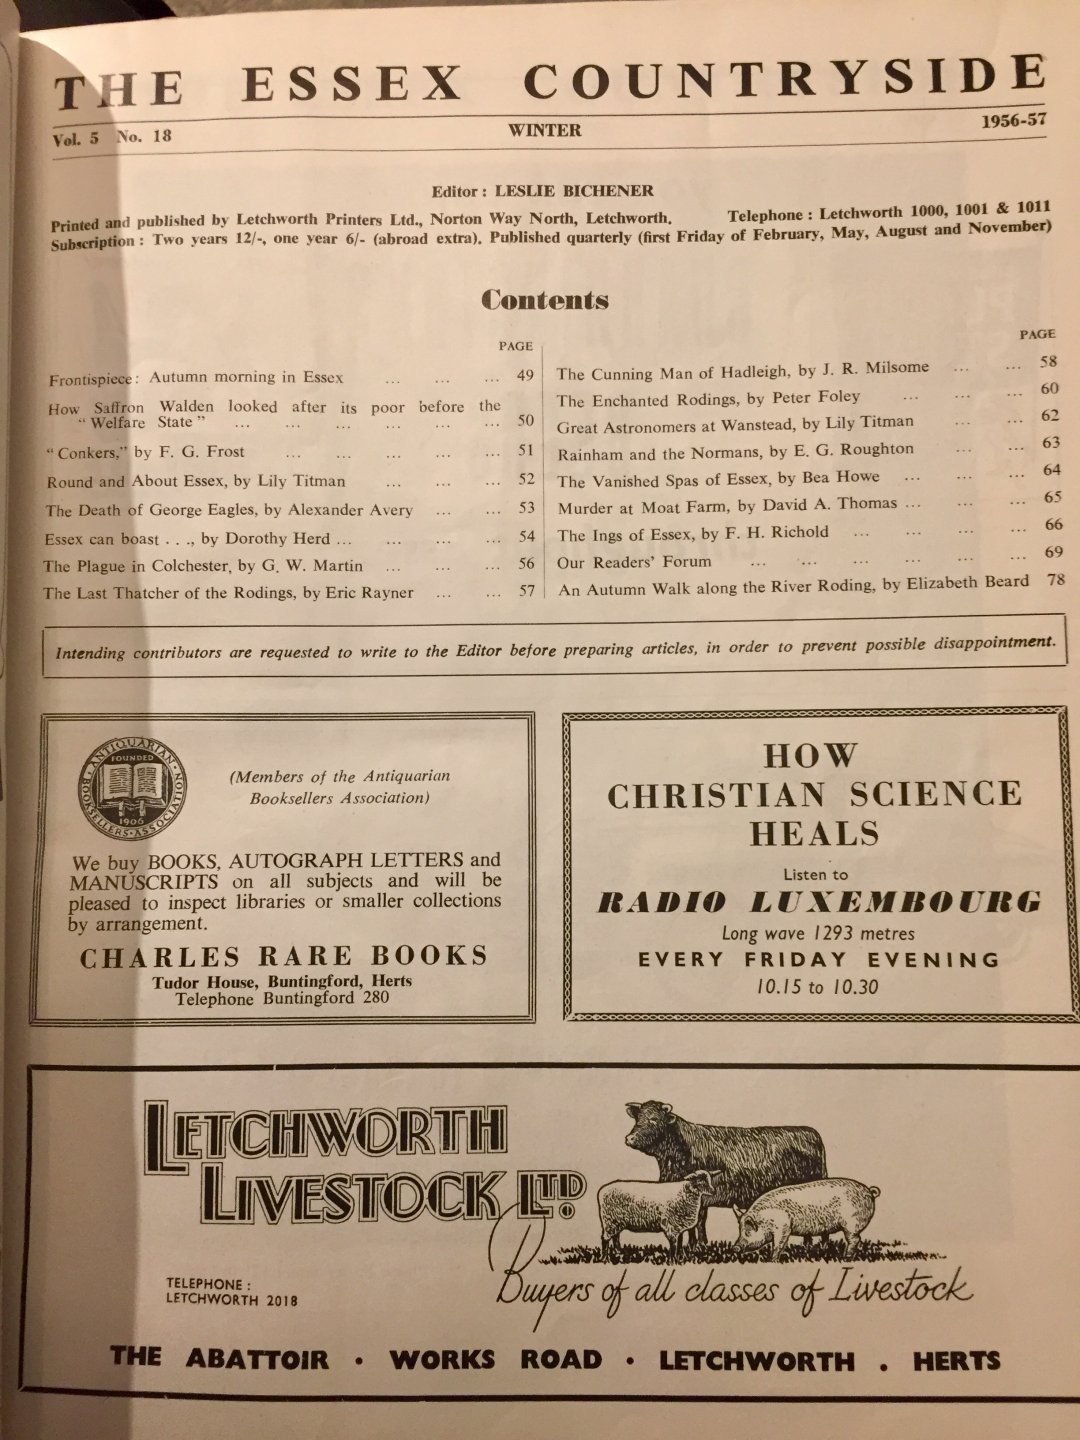 THE ESSEX COUNTRYSIDE
Vol. 5 No. 18 WINTER 1956-57
Editor : LESLIE BICHENER
Printed and published by Letchworth Printers Ltd., Norton Way North, Letchworth. Telephone : Letchworth 1000, 1001 & 1011
Subscription : Two years 12/-, one year 6/- (abroad extra). Published quarterly (first Friday of February, May, August and November)
Contents
PAGE
Frontispiece : Autumn morning in Essex ... ... ... 49
How Saffron Walden looked after its poor before the
" Welfare State " ... ... ... ... ... ... 50
" Conkers," by F. G. Frost ... ... ... ... ... 51
Round and About Essex, by Lily Titman ... ... ... 52
The Death of George Eagles, by Alexander Avery ... ... 53
Essex can boast . . ., by Dorothy Herd ... ... ... ... 54
The Plague in Colchester, by G. W. Martin ... ... ... 56
The Last Thatcher of the Rodings, by Eric Rayner ... ... 57
PAGE
The Cunning Man of Hadleigh, by J. R. Milsome ... ... 58
The Enchanted Rodings, by Peter Foley ... ... ... 60
Great Astronomers at Wanstead, by Lily Titman ... ... 62
Rainham and the Normans, by E. G. Roughton ... ... 63
The Vanished Spas of Essex, by Bea Howe ... ... ... 64
Murder at Moat Farm, by David A. Thomas ... ... ... 65
The Ings of Essex, by F. H. Richold ... ... ... ... 66
Our Readers' Forum ... ... ... ... ... ... 69
An Autumn Walk along the River Roding, by Elizabeth Beard 78
Intending contributors are requested to write to the Editor before preparing articles, in order to prevent possible disappointment.
ANTIQUARIAN BOOKSELLERS · ASSOCIATION
FOUNDED
1906
(Members of the Antiquarian
Booksellers Association)
We buy BOOKS, AUTOGRAPH LETTERS and
MANUSCRIPTS on all subjects and will be
pleased to inspect libraries or smaller collections
by arrangement.
CHARLES RARE BOOKS
Tudor House, Buntingford, Herts
Telephone Buntingford 280
HOW
CHRISTIAN SCIENCE
HEALS
Listen to
RADIO LUXEMBOURG
Long wave 1293 metres
EVERY FRIDAY EVENING
10.15 to 10.30
LETCHWORTH
LIVESTOCK LTD.
Buyers of all classes of Livestock
TELEPHONE :
LETCHWORTH 2018
THE ABATTOIR · WORKS ROAD · LETCHWORTH . HERTS